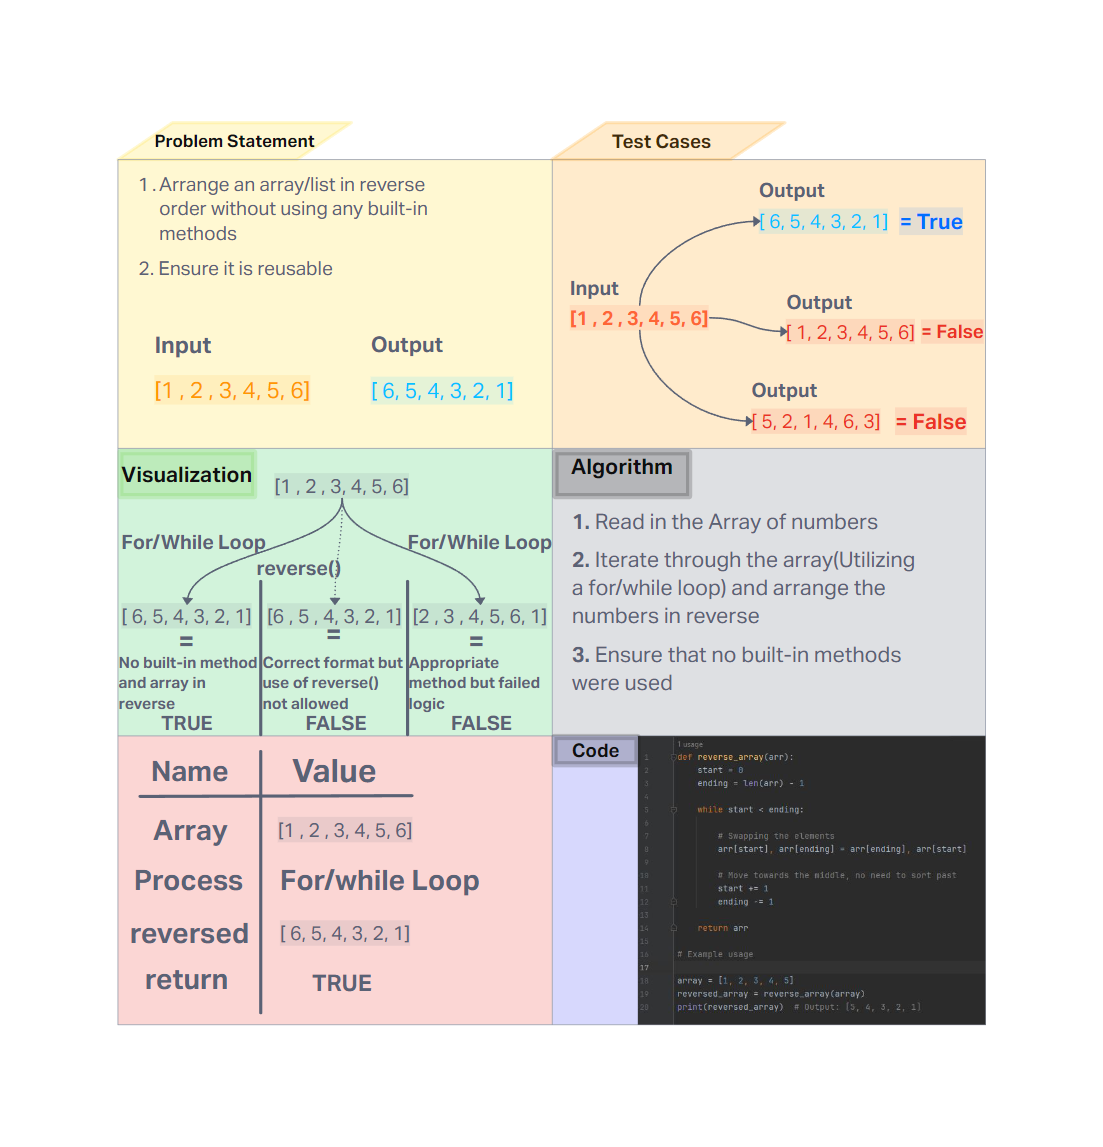 Problem Statement
1. Arrange an array/list in reverse
order without using any built-in
methods
2. Ensure it is reusable
Input
Output
[1 , 2 , 3, 4, 5, 6]
[ 6, 5, 4, 3, 2, 1]
Test Cases
Output
[ 6, 5, 4, 3, 2, 1] = True
Input
[1 , 2 , 3, 4, 5, 6]
Output
[ 1, 2, 3, 4, 5, 6] = False
Output
[ 5, 2, 1, 4, 6, 3] = False
Visualization
[1 , 2 , 3, 4, 5, 6]
For/While Loop
reverse()
For/While Loop
[ 6, 5, 4, 3, 2, 1]
=
No built-in method
and array in
reverse
TRUE
[6 , 5 , 4, 3, 2, 1]
=
Correct format but
use of reverse()
not allowed
FALSE
[2 , 3 , 4, 5, 6, 1]
=
Appropriate
method but failed
logic
FALSE
Algorithm
1. Read in the Array of numbers
2. Iterate through the array(Utilizing
a for/while loop) and arrange the
numbers in reverse
3. Ensure that no built-in methods
were used
Name Value
Array [1 , 2 , 3, 4, 5, 6]
Process For/while Loop
reversed [ 6, 5, 4, 3, 2, 1]
return TRUE
Code
1 usage
1 def reverse_array(arr):
2 start = 0
3 ending = len(arr) - 1
4
5 while start < ending:
6
7 # Swapping the elements
8 arr[start], arr[ending] = arr[ending], arr[start]
9
10 # Move towards the middle, no need to sort past
11 start += 1
12 ending -= 1
13
14 return arr
15
16 # Example usage
17
18 array = [1, 2, 3, 4, 5]
19 reversed_array = reverse_array(array)
20 print(reversed_array) # Output: [5, 4, 3, 2, 1]